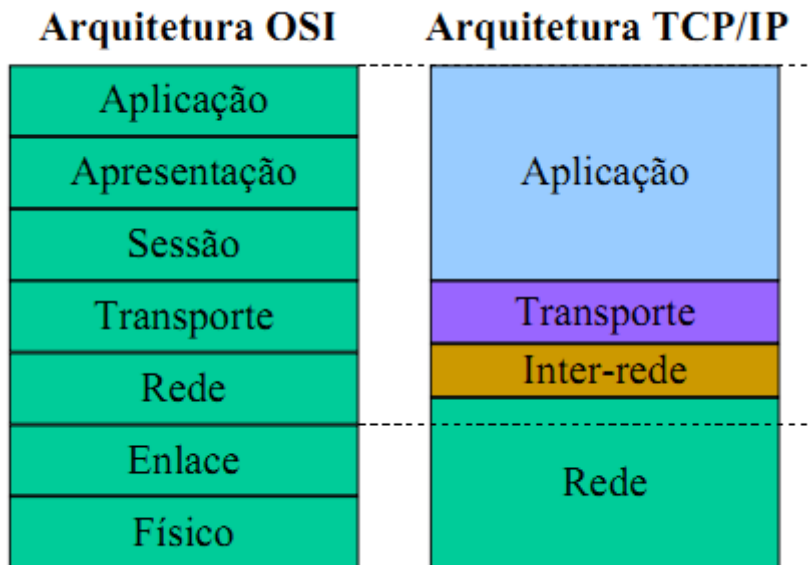 Arquitetura OSI
Aplicação
Apresentação
Sessão
Transporte
Rede
Enlace
Físico
Arquitetura TCP/IP
Aplicação
Transporte
Inter-rede
Rede